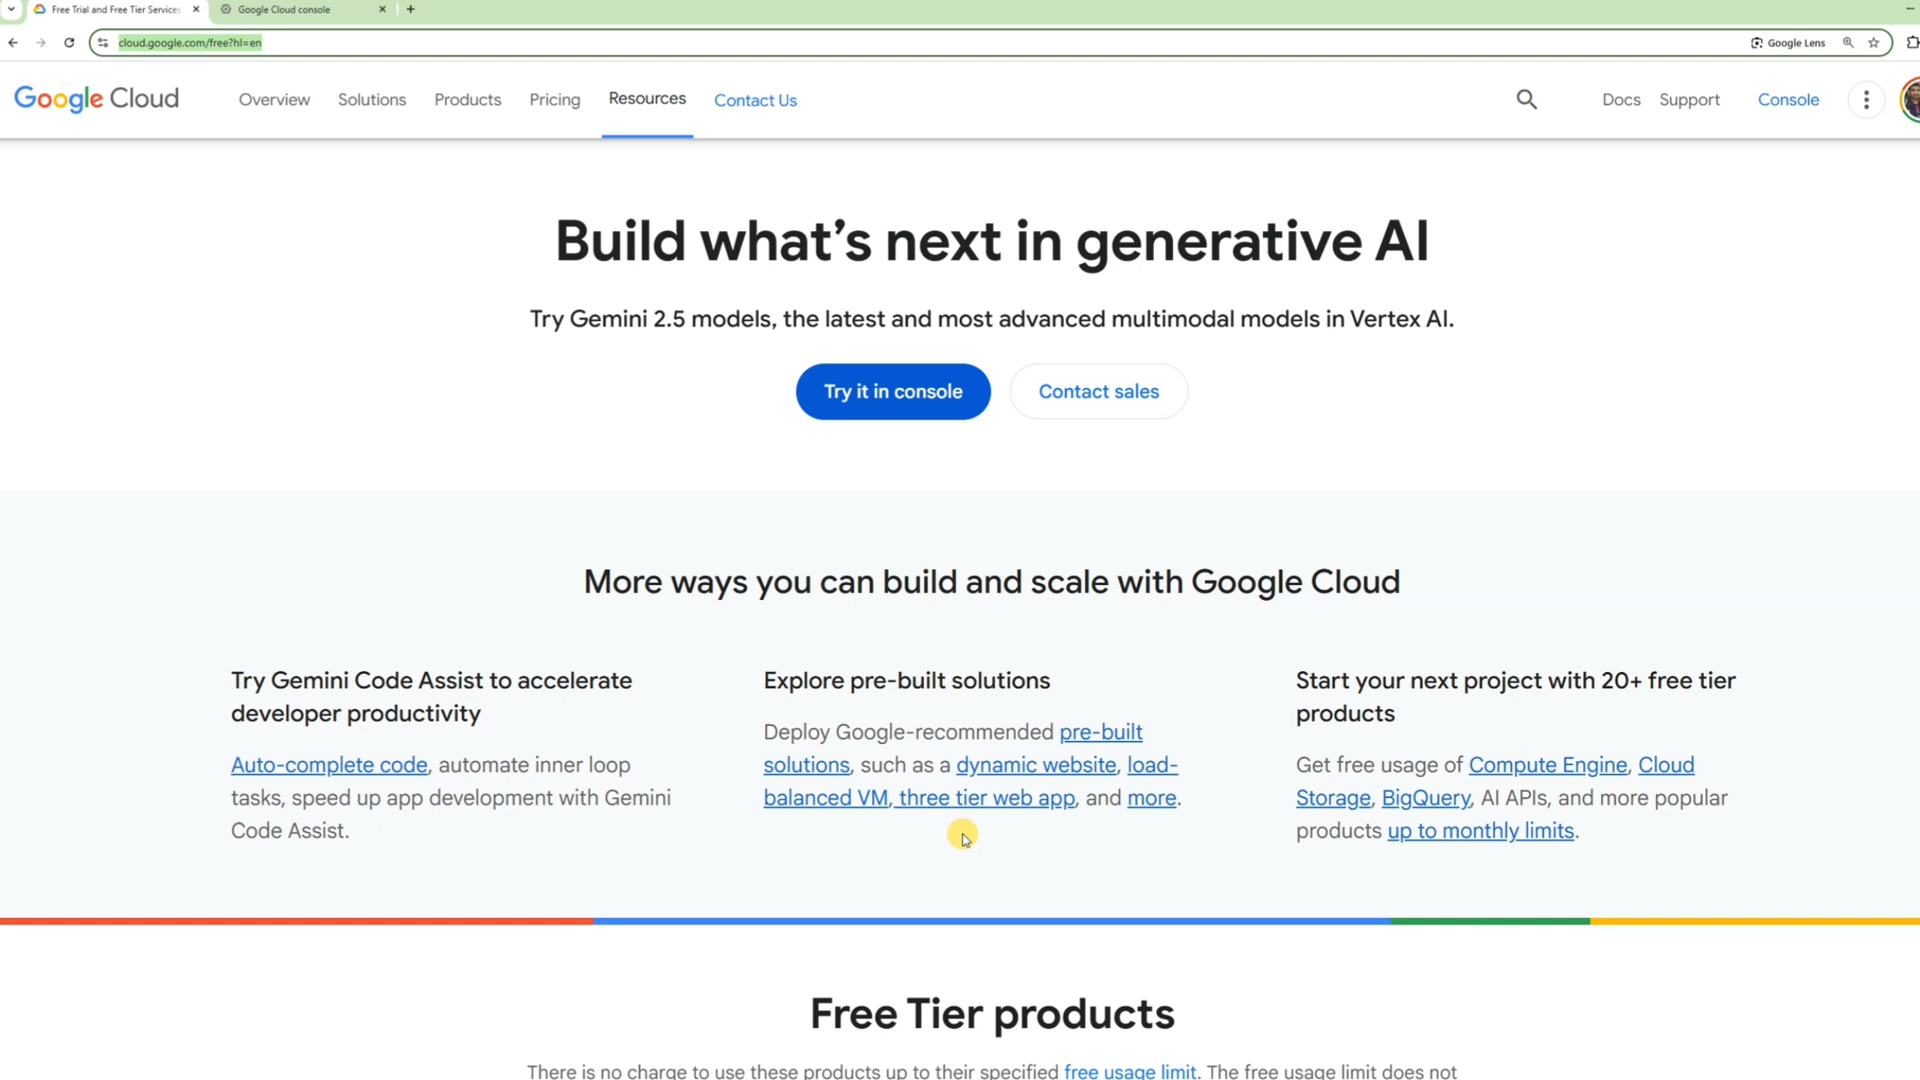 Free Trial and Free Tier Services
Google Cloud console
cloud.google.com/free?hl=en
Google Lens
Google Cloud
Overview
Solutions
Products
Pricing
Resources
Contact Us
Docs
Support
Console
Build what’s next in generative AI
Try Gemini 2.5 models, the latest and most advanced multimodal models in Vertex AI.
Try it in console
Contact sales
More ways you can build and scale with Google Cloud
Try Gemini Code Assist to accelerate
developer productivity
Auto-complete code, automate inner loop
tasks, speed up app development with Gemini
Code Assist.
Explore pre-built solutions
Deploy Google-recommended pre-built
solutions, such as a dynamic website, load-
balanced VM, three tier web app, and more.
Start your next project with 20+ free tier
products
Get free usage of Compute Engine, Cloud
Storage, BigQuery, AI APIs, and more popular
products up to monthly limits.
Free Tier products
There is no charge to use these products up to their specified free usage limit. The free usage limit does not